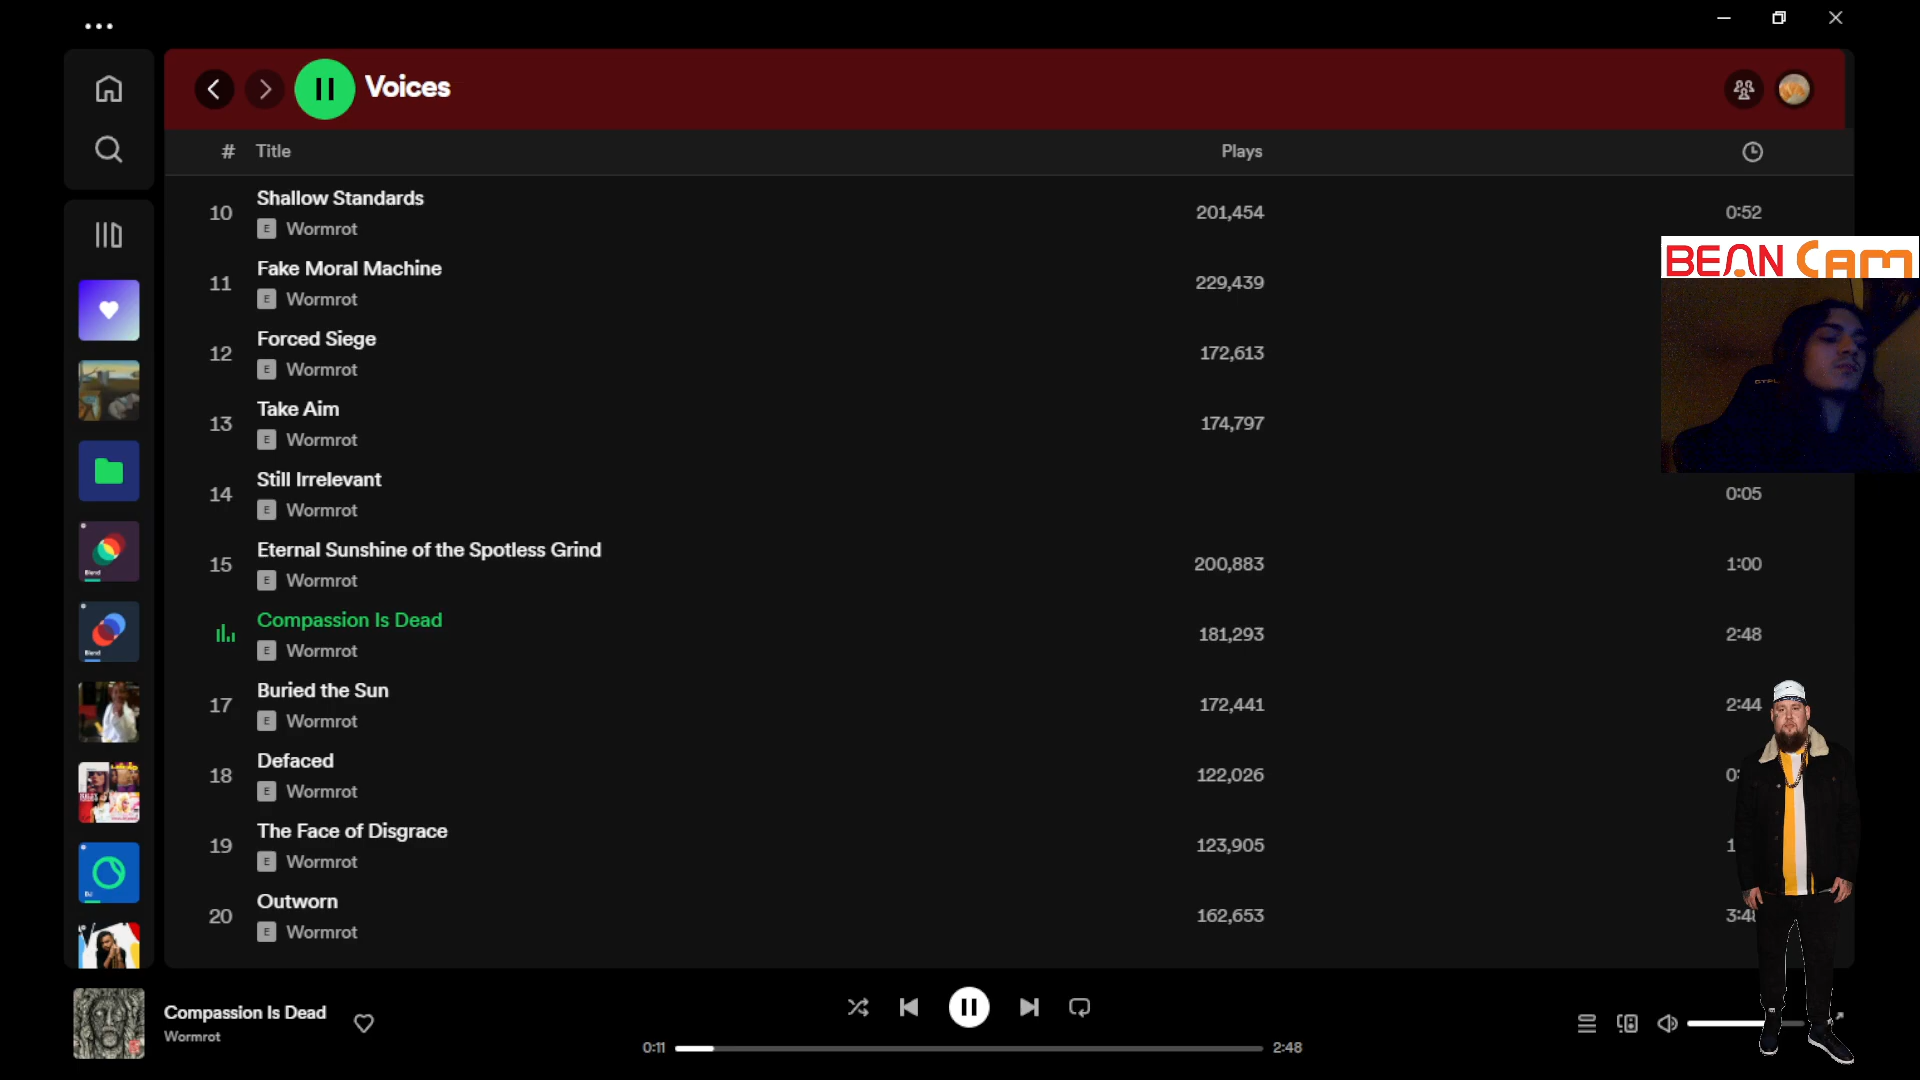 Voices
# Title Plays
10 Shallow Standards 201,454 0:52
E Wormrot
11 Fake Moral Machine 229,439
E Wormrot
BEAN Cam
12 Forced Siege 172,613
E Wormrot
13 Take Aim 174,797
E Wormrot
14 Still Irrelevant 0:05
E Wormrot
15 Eternal Sunshine of the Spotless Grind 200,883 1:00
E Wormrot
Compassion Is Dead 181,293 2:48
E Wormrot
17 Buried the Sun 172,441 2:44
E Wormrot
18 Defaced 122,026
E Wormrot
19 The Face of Disgrace 123,905
E Wormrot
20 Outworn 162,653
E Wormrot
Blend
Blend
DJ
Compassion Is Dead
Wormrot
0:11 2:48